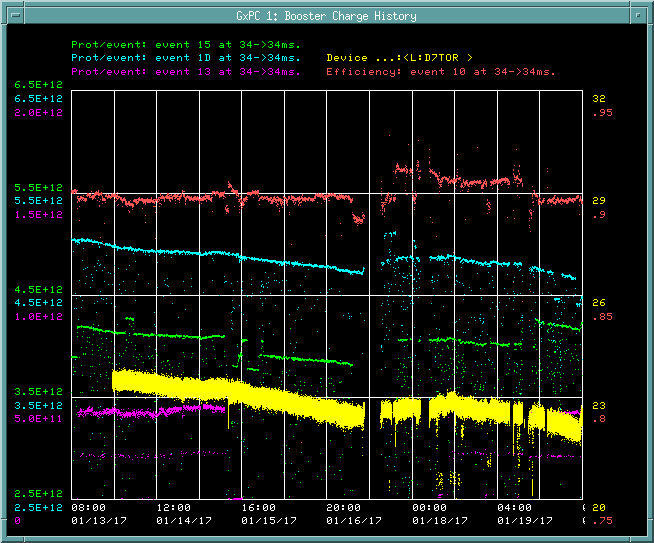 GxPC 1: Booster Charge History
Prot/event: event 15 at 34->34ms.
Prot/event: event 1D at 34->34ms. Device ...:<L:D7TOR >
Prot/event: event 13 at 34->34ms. Efficiency: event 10 at 34->34ms.
6.5E+12
6.5E+12 32
2.0E+12 .95
5.5E+12
5.5E+12 29
1.5E+12 .9
4.5E+12
4.5E+12 26
1.0E+12 .85
3.5E+12
3.5E+12 23
5.0E+11 .8
2.5E+12
2.5E+12 08:00 12:00 16:00 20:00 00:00 04:00 20
0 01/13/17 01/14/17 01/15/17 01/16/17 01/18/17 01/19/17 .75